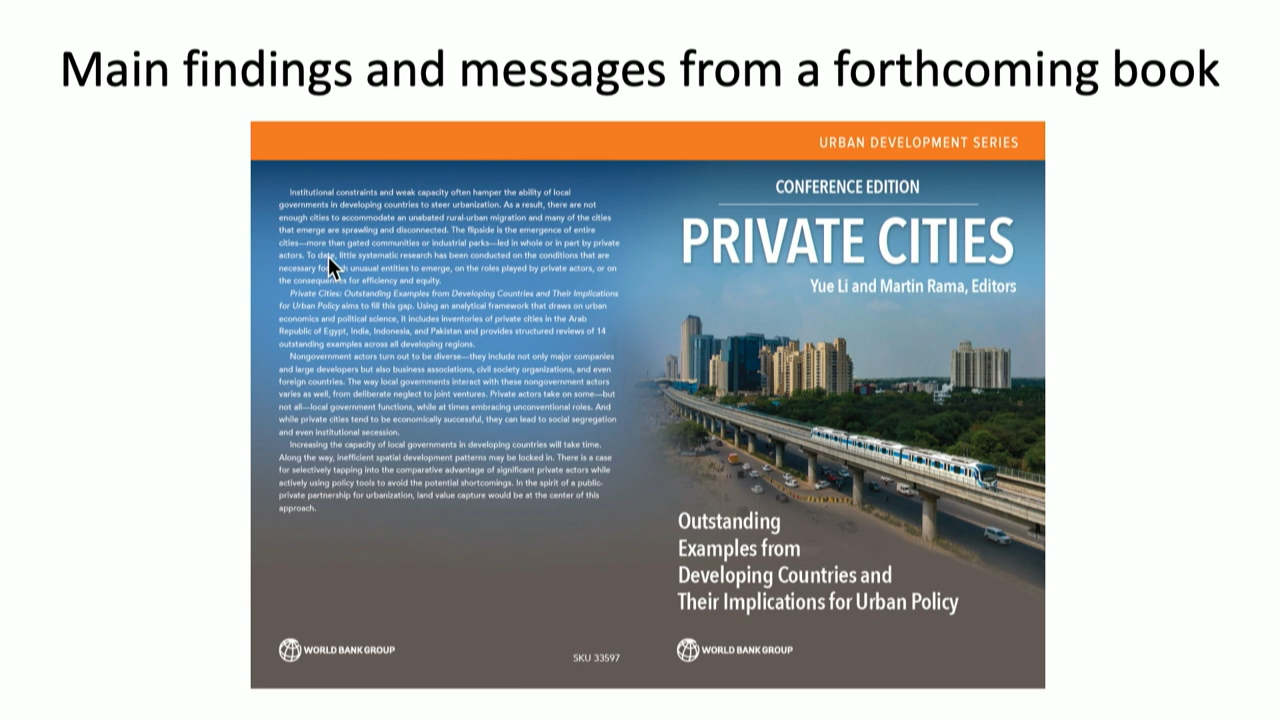 Main findings and messages from a forthcoming book
URBAN DEVELOPMENT SERIES
Institutional constraints and weak capacity often hamper the ability of local
governments in developing countries to steer urbanization. As a result, there are not
enough cities to accommodate an unabated rural-urban migration and many of the cities
that emerge are sprawling and disconnected. The flipside is the emergence of entire
cities—more than gated communities or industrial parks—led in whole or in part by private
actors. To date, little systematic research has been conducted on the conditions that are
necessary for unusual entities to emerge, on the roles played by private actors, or on
the consequences for efficiency and equity.
Private Cities: Outstanding Examples from Developing Countries and Their Implications
for Urban Policy aims to fill this gap. Using an analytical framework that draws on urban
economics and political science, it includes inventories of private cities in the Arab
Republic of Egypt, India, Indonesia, and Pakistan and provides structured reviews of 14
outstanding examples across all developing regions.
Nongovernment actors turn out to be diverse—they include not only major companies
and large developers but also business associations, civil society organizations, and even
foreign countries. The way local governments interact with these nongovernment actors
varies as well, from deliberate neglect to joint ventures. Private actors take on some—but
not all—local government functions, while at times embracing unconventional roles. And
while private cities tend to be economically successful, they can lead to social segregation
and even institutional secession.
Increasing the capacity of local governments in developing countries will take time.
Along the way, inefficient spatial development patterns may be locked in. There is a case
for selectively tapping into the comparative advantage of significant private actors while
actively using policy tools to avoid the potential shortcomings. In the spirit of a public-
private partnership for urbanization, land value capture would be at the center of this
approach.
WORLD BANK GROUP
SKU 33597
CONFERENCE EDITION
PRIVATE CITIES
Yue Li and Martin Rama, Editors
Outstanding
Examples from
Developing Countries and
Their Implications for Urban Policy
WORLD BANK GROUP